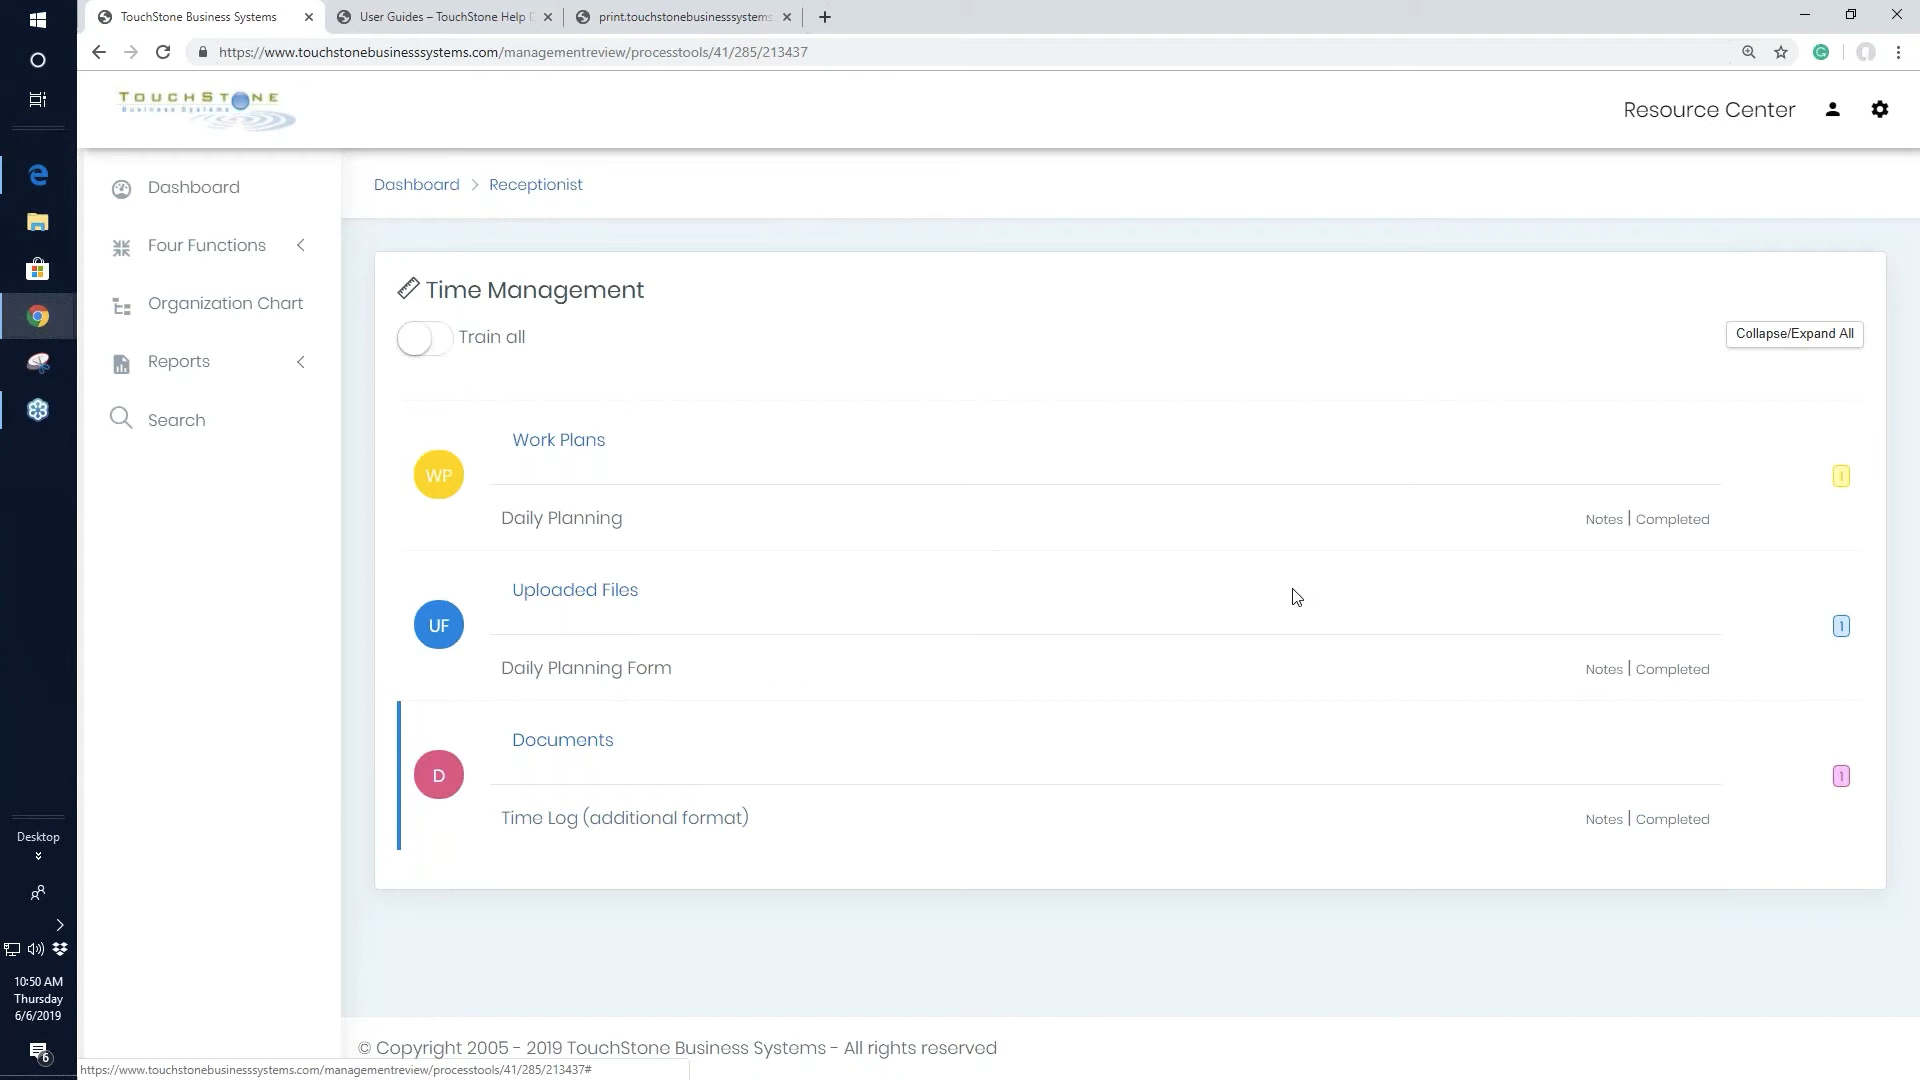 TouchStone Business Systems
User Guides – TouchStone Help
print.touchstonebusinesssystems
https://www.touchstonebusinesssystems.com/managementreview/processtools/41/285/213437
TOUCHSTONE
Business Systems
Resource Center
Dashboard
Four Functions
Organization Chart
Reports
Search
Dashboard > Receptionist
Time Management
Train all
Collapse/Expand All
WP
Work Plans
1
Daily Planning
Notes | Completed
UF
Uploaded Files
1
Daily Planning Form
Notes | Completed
D
Documents
1
Time Log (additional format)
Notes | Completed
© Copyright 2005 - 2019 TouchStone Business Systems - All rights reserved
https://www.touchstonebusinesssystems.com/managementreview/processtools/41/285/213437#
Desktop
10:50 AM
Thursday
6/6/2019
6